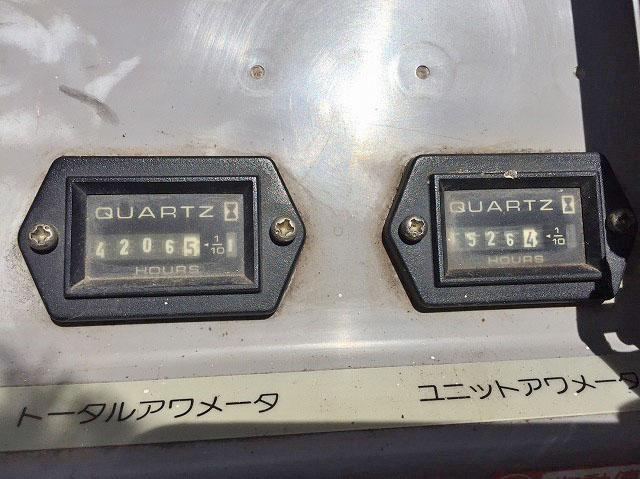 QUARTZ
42065 1/10
HOURS
トータルアワメータ
QUARTZ
5264 1/10
HOURS
ユニットアワメータ